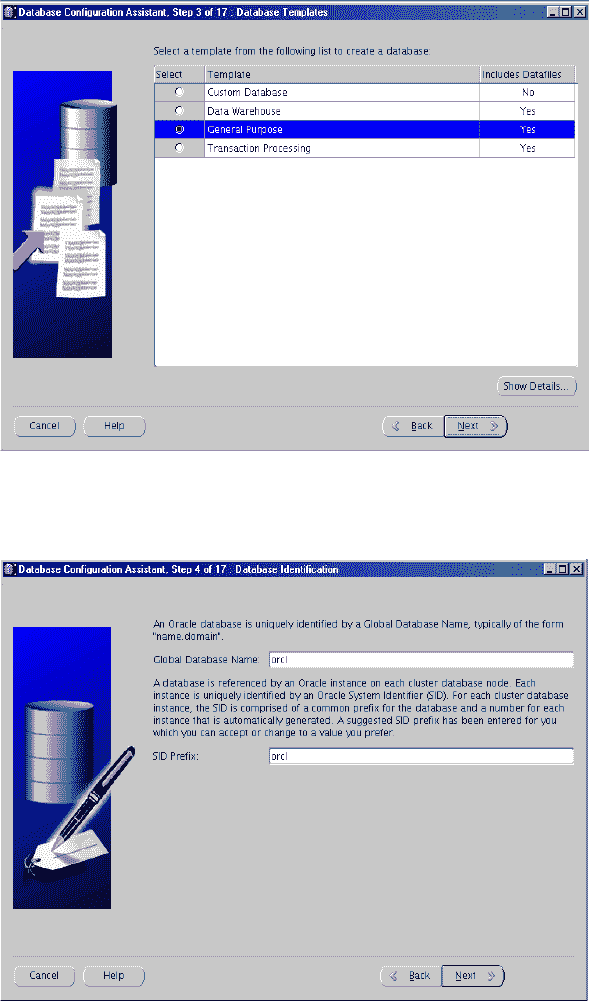 Database Configuration Assistant, Step 3 of 17 : Database Templates
Select a template from the following list to create a database:
Select Template Includes Datafiles
Custom Database No
Data Warehouse Yes
General Purpose Yes
Transaction Processing Yes
Show Details...
Cancel Help Back Next
Database Configuration Assistant, Step 4 of 17 : Database Identification
An Oracle database is uniquely identified by a Global Database Name, typically of the form
"name.domain".
Global Database Name: orcl
A database is referenced by an Oracle instance on each cluster database node. Each
instance is uniquely identified by an Oracle System Identifier (SID). For each cluster database
instance, the SID is comprised of a common prefix for the database and a number for each
instance that is automatically generated. A suggested SID prefix has been entered for you
which you can accept or change to a value you prefer.
SID Prefix: orcl
Cancel Help Back Next